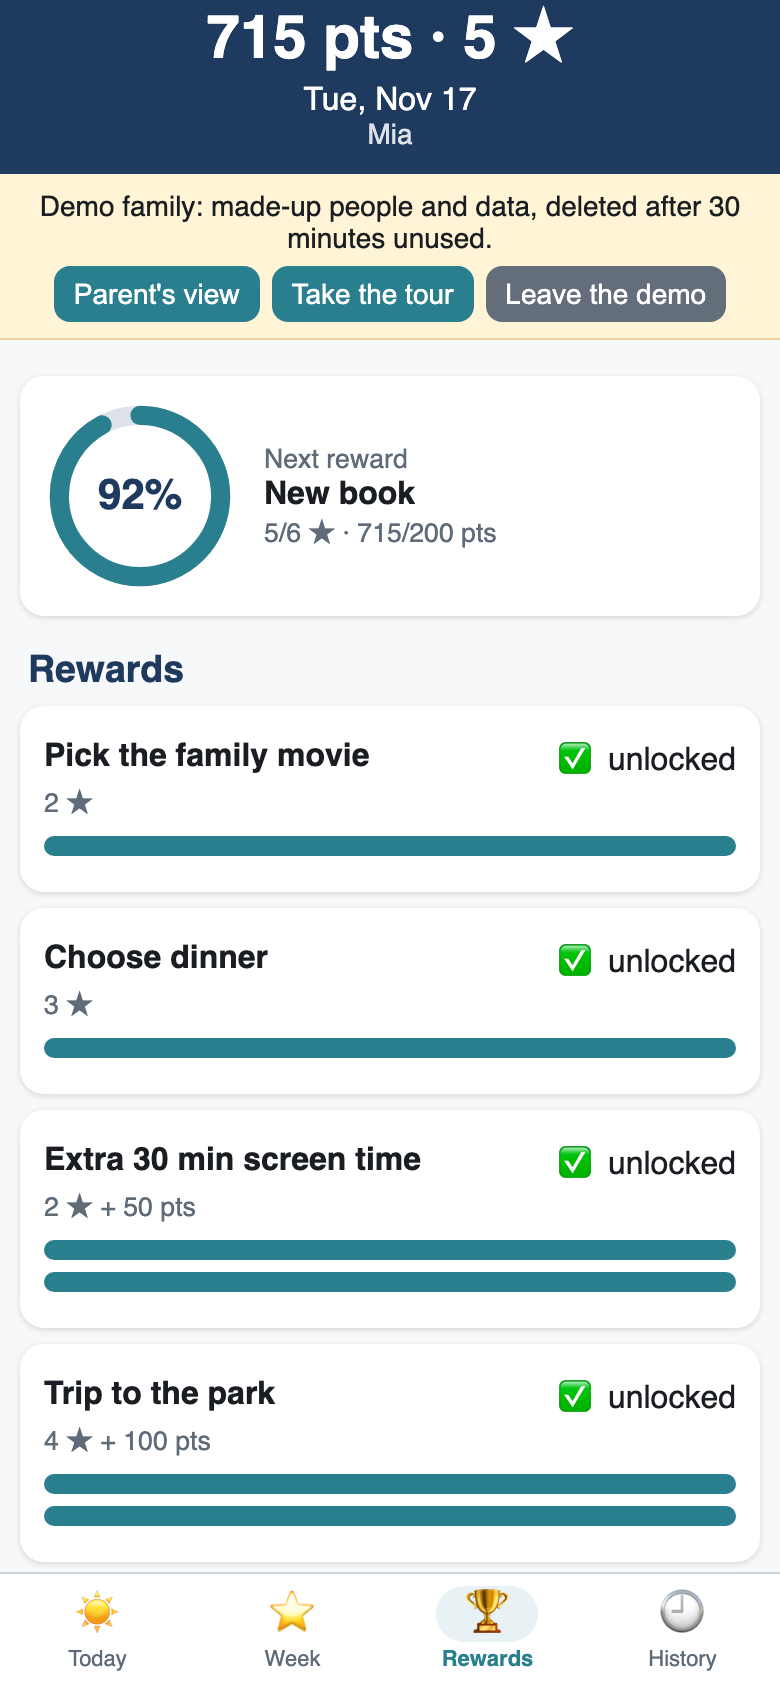 715 pts · 5 ★
Tue, Nov 17
Mia
Demo family: made-up people and data, deleted after 30
minutes unused.
Parent's view
Take the tour
Leave the demo
92%
Next reward
New book
5/6 ★ · 715/200 pts
Rewards
Pick the family movie
✅ unlocked
2 ★
Choose dinner
✅ unlocked
3 ★
Extra 30 min screen time
✅ unlocked
2 ★ + 50 pts
Trip to the park
✅ unlocked
4 ★ + 100 pts
Today
Week
Rewards
History